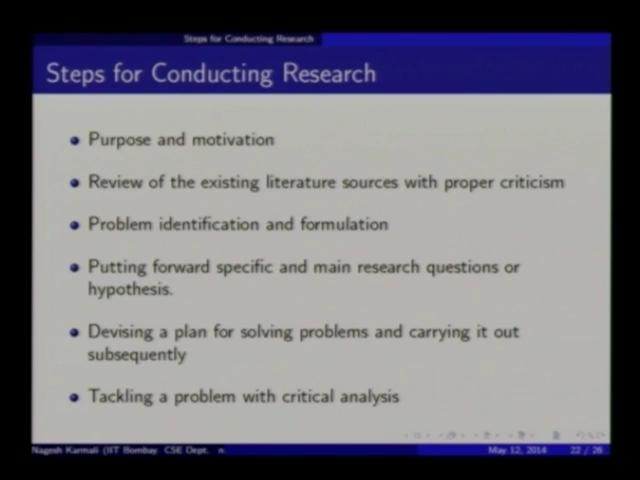 Steps for Conducting Research
Steps for Conducting Research
Purpose and motivation
Review of the existing literature sources with proper criticism
Problem identification and formulation
Putting forward specific and main research questions or
hypothesis.
Devising a plan for solving problems and carrying it out
subsequently
Tackling a problem with critical analysis
Nagesh Karmali (IIT Bombay CSE Dept. n.
May 12, 2014
22 / 26